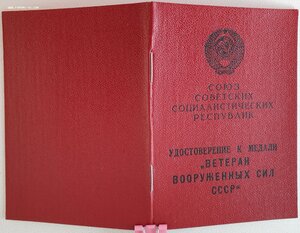 СОЮЗ
СОВЕТСКИХ
СОЦИАЛИСТИЧЕСКИХ
РЕСПУБЛИК
УДОСТОВЕРЕНИЕ К МЕДАЛИ
„ВЕТЕРАН
ВООРУЖЕННЫХ СИЛ
СССР“